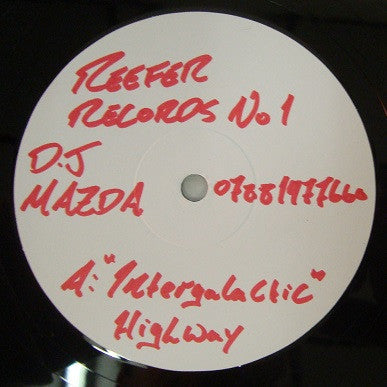 REEFER
RECORDS No 1
D.J
MAZDA 07881977660
A: "Intergalactic"
Highway